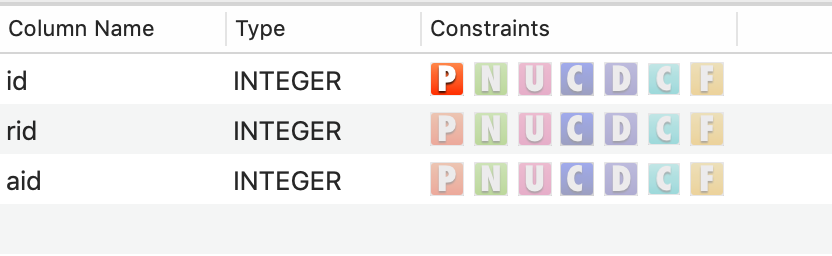 Column Name Type Constraints
id INTEGER P N U C D C F
rid INTEGER P N U C D C F
aid INTEGER P N U C D C F